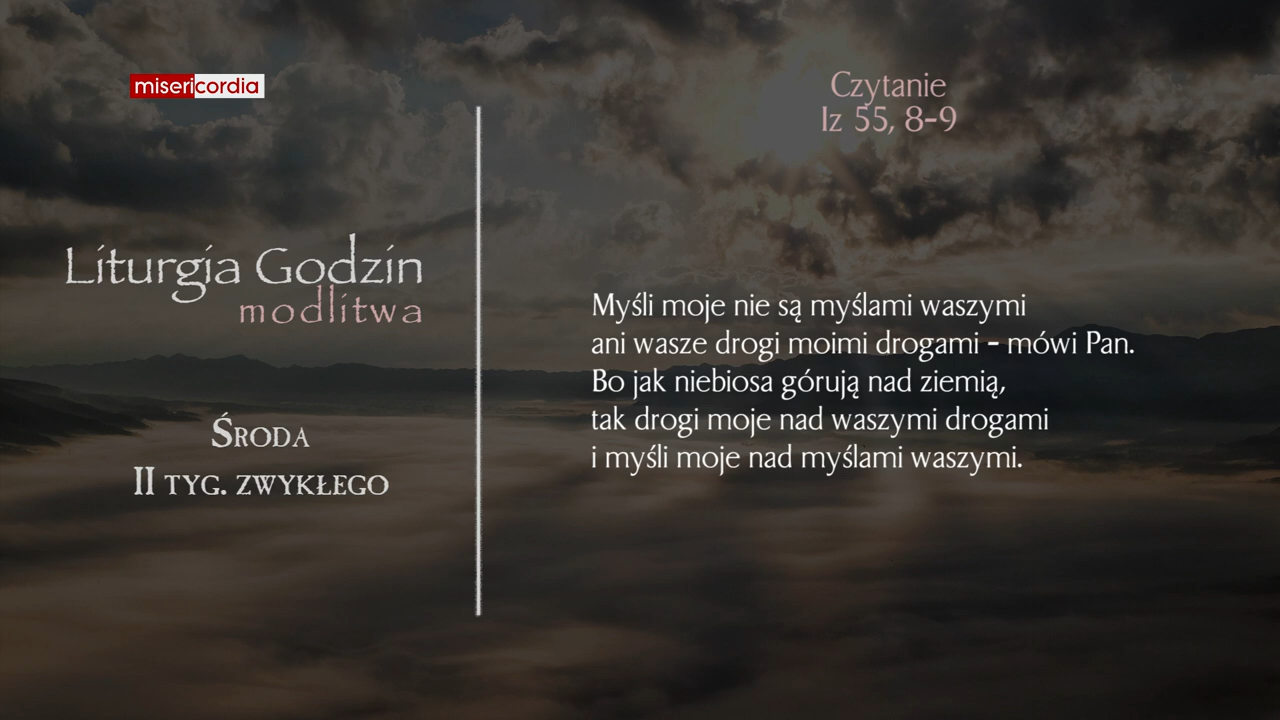 misericordia
Liturgia Godzin
modlitwa
Środa
II tyg. zwykłego
Czytanie
Iz 55, 8-9
Myśli moje nie są myślami waszymi
ani wasze drogi moimi drogami - mówi Pan.
Bo jak niebiosa górują nad ziemią,
tak drogi moje nad waszymi drogami
i myśli moje nad myślami waszymi.